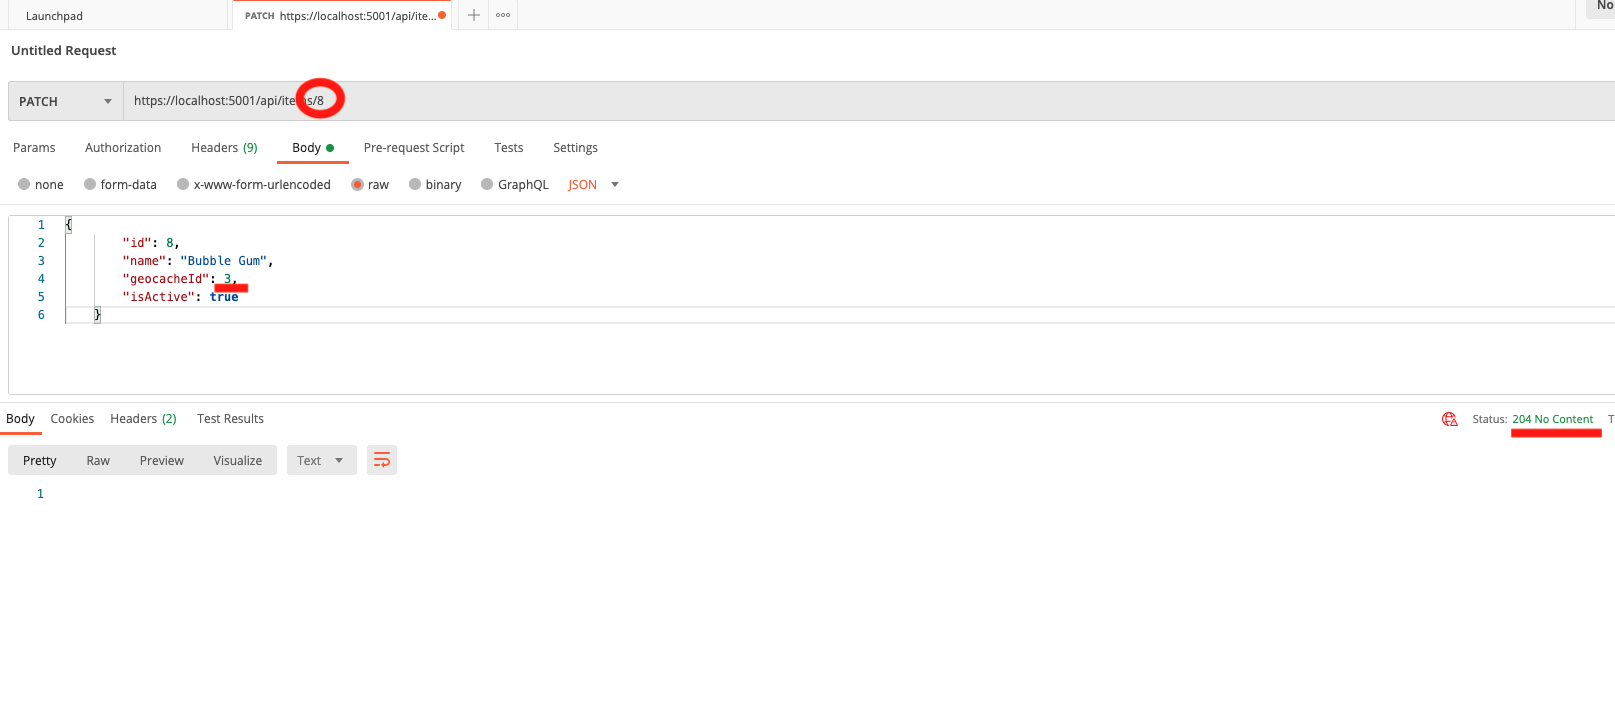 Launchpad
PATCH https://localhost:5001/api/ite...
No
Untitled Request
PATCH https://localhost:5001/api/items/8
Params Authorization Headers (9) Body Pre-request Script Tests Settings
none form-data x-www-form-urlencoded raw binary GraphQL JSON
1 {
2 "id": 8,
3 "name": "Bubble Gum",
4 "geocacheId": 3,
5 "isActive": true
6 }
Body Cookies Headers (2) Test Results Status: 204 No Content T
Pretty Raw Preview Visualize Text
1